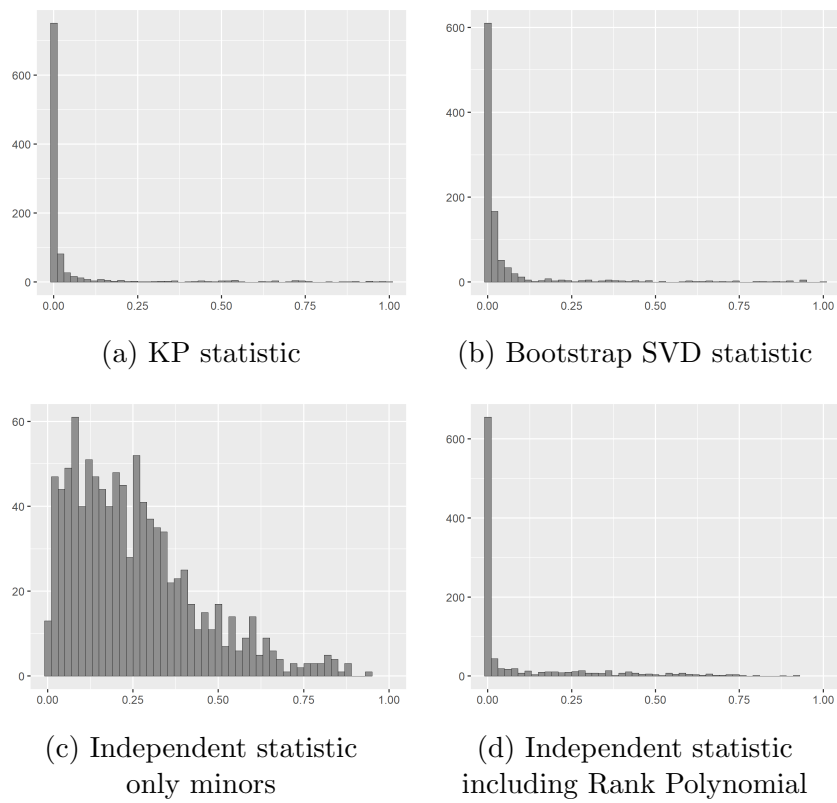 600
400
200
0
0.00 0.25 0.50 0.75 1.00
(a) KP statistic
600
400
200
0
0.00 0.25 0.50 0.75 1.00
(b) Bootstrap SVD statistic
60
40
20
0
0.00 0.25 0.50 0.75 1.00
(c) Independent statistic
only minors
600
400
200
0
0.00 0.25 0.50 0.75 1.00
(d) Independent statistic
including Rank Polynomial